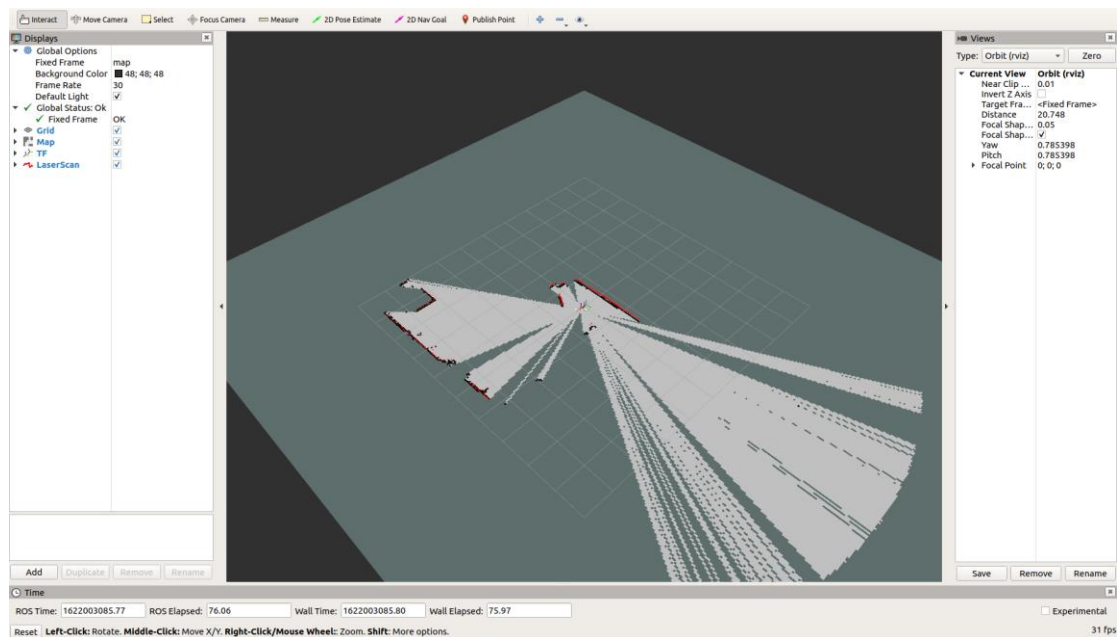 Interact Move Camera Select Focus Camera Measure 2D Pose Estimate 2D Nav Goal Publish Point
Displays
Global Options
Fixed Frame map
Background Color 48; 48; 48
Frame Rate 30
Default Light
Global Status: Ok
Fixed Frame OK
Grid
Map
TF
LaserScan
Add Duplicate Remove Rename
Views
Type: Orbit (rviz) Zero
Current View Orbit (rviz)
Near Clip ... 0.01
Invert Z Axis
Target Fra... <Fixed Frame>
Distance 20.748
Focal Shap... 0.05
Focal Shap...
Yaw 0.785398
Pitch 0.785398
Focal Point 0; 0; 0
Save Remove Rename
Time
ROS Time: 1622003085.77 ROS Elapsed: 76.06 Wall Time: 1622003085.80 Wall Elapsed: 75.97 Experimental
Reset Left-Click: Rotate. Middle-Click: Move X/Y. Right-Click/Mouse Wheel:: Zoom. Shift: More options. 31 fps